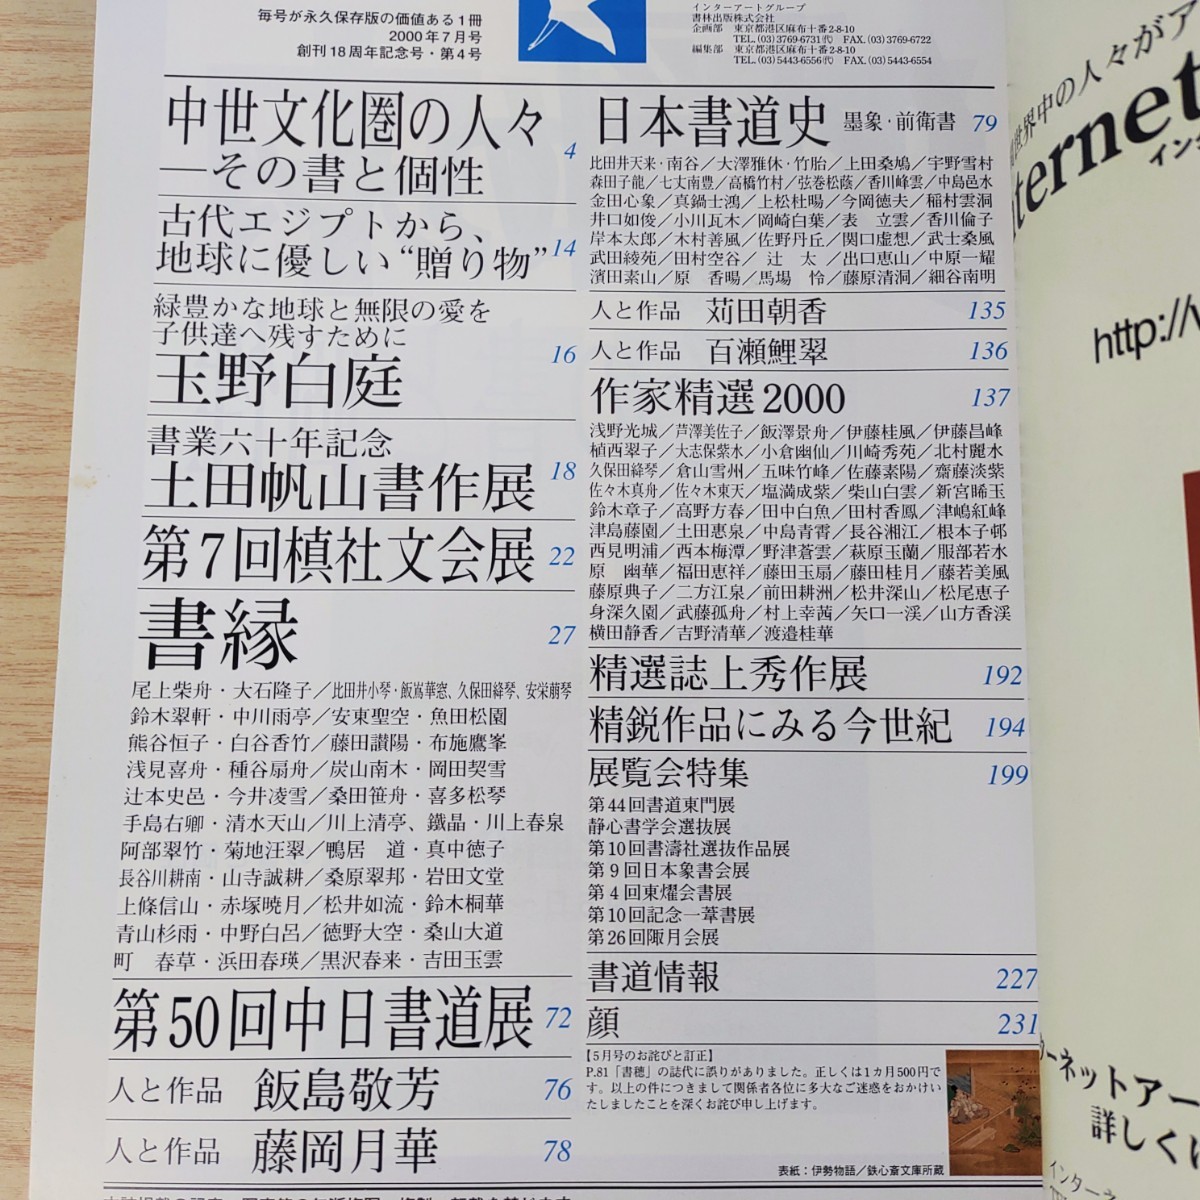 毎号が永久保存版の価値ある1冊
2000年7月号
創刊18周年記念号・第4号
インターアートグループ
書林出版株式会社
企画部　東京都港区麻布十番2-8-10
TEL.(03)3769-6731㈹　FAX.(03)3769-6722
編集部　東京都港区麻布十番2-8-10
TEL.(03)5443-6556㈹　FAX.(03)5443-6554
中世文化圏の人々
―その書と個性 4
古代エジプトから、
地球に優しい“贈り物” 14
緑豊かな地球と無限の愛を
子供達へ残すために
玉野白庭 16
書業六十年記念
土田帆山書作展 18
第7回槙社文会展 22
書縁 27
尾上柴舟・大石隆子／比田井小琴・飯嶌華窓、久保田絳琴、安栄萠琴
鈴木翠軒・中川雨亭／安東聖空・魚田松園
熊谷恒子・白谷香竹／藤田讃陽・布施鷹峯
浅見喜舟・種谷扇舟／炭山南木・岡田契雪
辻本史邑・今井凌雪／桑田笹舟・喜多松琴
手島右卿・清水天山／川上清亭、鐵晶・川上春泉
阿部翠竹・菊地汪翠／鴨居　道・真中徳子
長谷川耕南・山寺誠耕／桑原翠邦・岩田文堂
上條信山・赤塚暁月／松井如流・鈴木桐華
青山杉雨・中野白呂／徳野大空・桑山大道
町　春草・浜田春瑛／黒沢春来・吉田玉雲
第50回中日書道展 72
人と作品　飯島敬芳 76
人と作品　藤岡月華 78
日本書道史 墨象・前衛書 79
比田井天来・南谷／大澤雅休・竹胎／上田桑鳩／宇野雪村
森田子龍／七丈南豊／高橋竹村／弦巻松蔭／香川峰雲／中島邑水
金田心象／真鍋士鴻／上松杜暘／今岡徳夫／稲村雲洞
井口如俊／小川瓦木／岡崎白葉／表　立雲／香川倫子
岸本太郎／木村善風／佐野丹丘／関口虚想／武士桑風
武田綾苑／田村空谷／辻　太／出口恵山／中原一耀
濱田素山／原　香暘／馬場　怜／藤原清洞／細谷南明
人と作品　苅田朝香 135
人と作品　百瀬鯉翠 136
作家精選2000 137
浅野光城／芦澤美佐子／飯澤景舟／伊藤桂風／伊藤昌峰
植西翠子／大志保紫水／小倉幽仙／川崎秀苑／北村麗水
久保田絳琴／倉山雪州／五味竹峰／佐藤素陽／齋藤淡紫
佐々木真舟／佐々木東天／塩満成紫／柴山白雲／新宮晞玉
鈴木章子／高野方春／田中白魚／田村香鳳／津嶋紅峰
津島藤園／土田惠泉／中島青霄／長谷湘江／根本子邨
西見明浦／西本梅潭／野津蒼雲／萩原玉蘭／服部若水
原　幽華／福田恵祥／藤田玉扇／藤田桂月／藤若美風
藤原典子／二方江泉／前田耕洲／松井深山／松尾恵子
身深久園／武藤孤舟／村上幸茜／矢口一渓／山方香渓
横田静香／吉野清華／渡邉桂華
精選誌上秀作展 192
精鋭作品にみる今世紀 194
展覧会特集 199
第44回書道東門展
静心書学会選抜展
第10回書濤社選抜作品展
第9回日本象書会展
第4回東燿会書展
第10回記念一葦書展
第26回陬月会展
書道情報 227
顔 231
【5月号のお詫びと訂正】
P.81「書穂」の誌代に誤りがありました。正しくは1カ月500円で
す。以上の件につきまして関係者各位に多大なご迷惑をおかけい
たしましたことを深くお詫び申し上げます。
表紙：伊勢物語／鉄心斎文庫所蔵
世界中の人々がア
ternet
イン
http://
ーネットアー
詳しくに
インターネッ